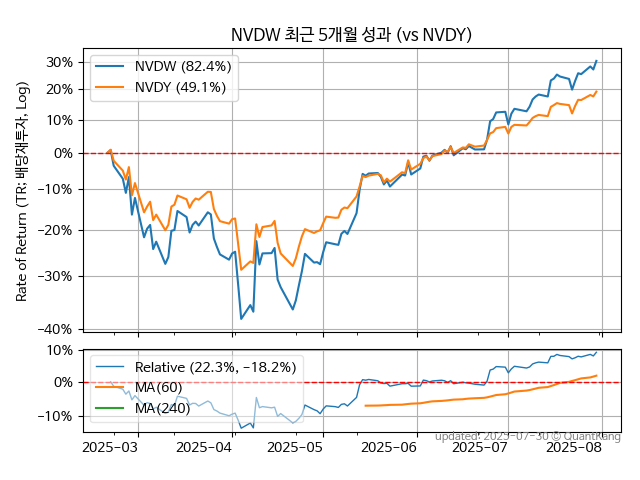 NVDW 최근 5개월 성과 (vs NVDY)
Rate of Return (TR: 배당재투자, Log)
30%
20%
10%
0%
−10%
−20%
−30%
−40%
NVDW (82.4%)
NVDY (49.1%)
10%
0%
−10%
Relative (22.3%, −18.2%)
MA(60)
MA(240)
2025−03
2025−04
2025−05
2025−06
2025−07
2025−08
updated: 2025−07−30 © QuantKang